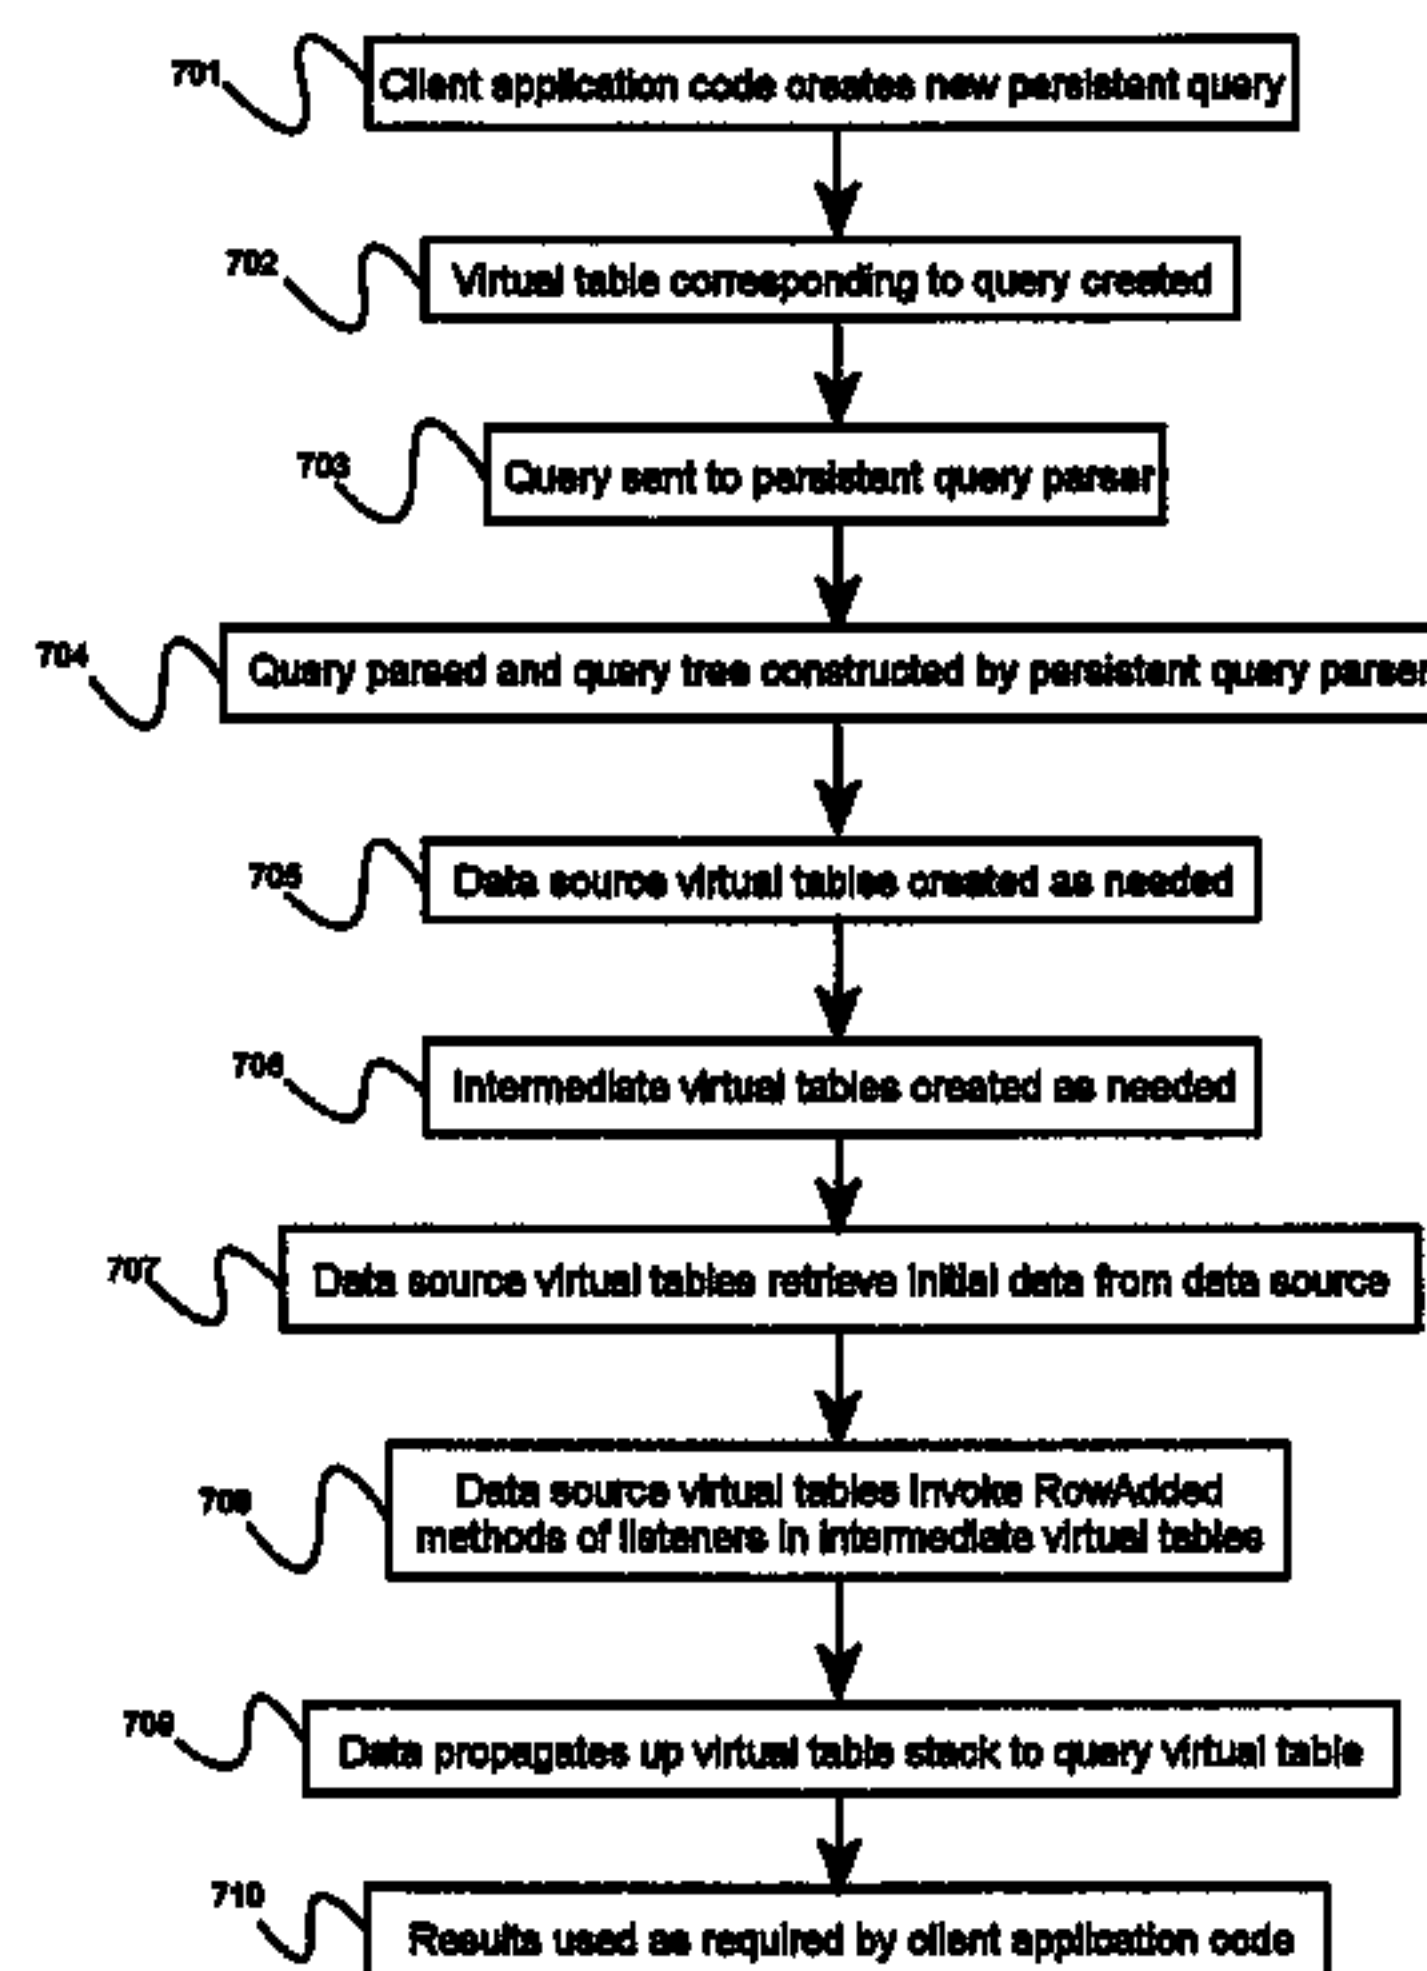 701
Client application code creates new persistent query
702
Virtual table corresponding to query created
703
Query sent to persistent query parser
704
Query parsed and query tree constructed by persistent query parser
705
Data source virtual tables created as needed
706
Intermediate virtual tables created as needed
707
Data source virtual tables retrieve initial data from data source
708
Data source virtual tables invoke RowAdded
methods of listeners in intermediate virtual tables
709
Data propagates up virtual table stack to query virtual table
710
Results used as required by client application code